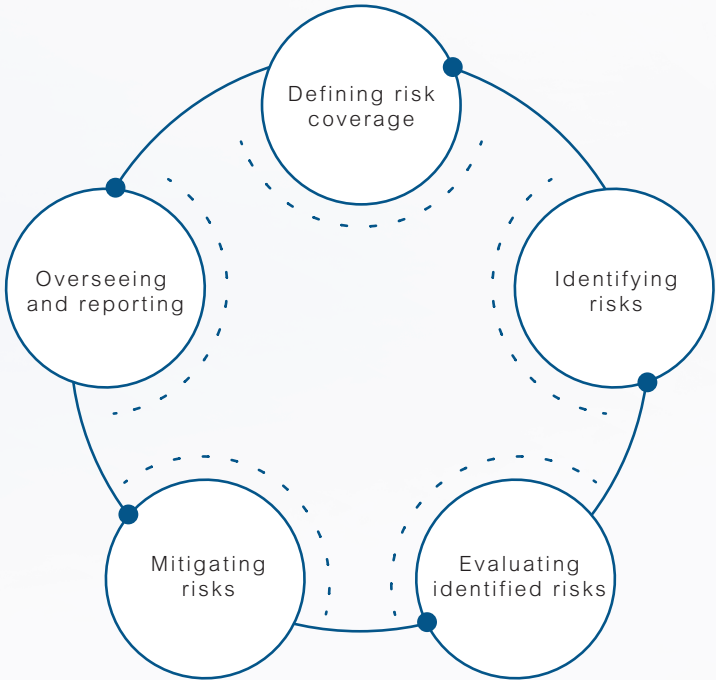 Defining risk
coverage
Identifying
risks
Evaluating
identified risks
Mitigating
risks
Overseeing
and reporting